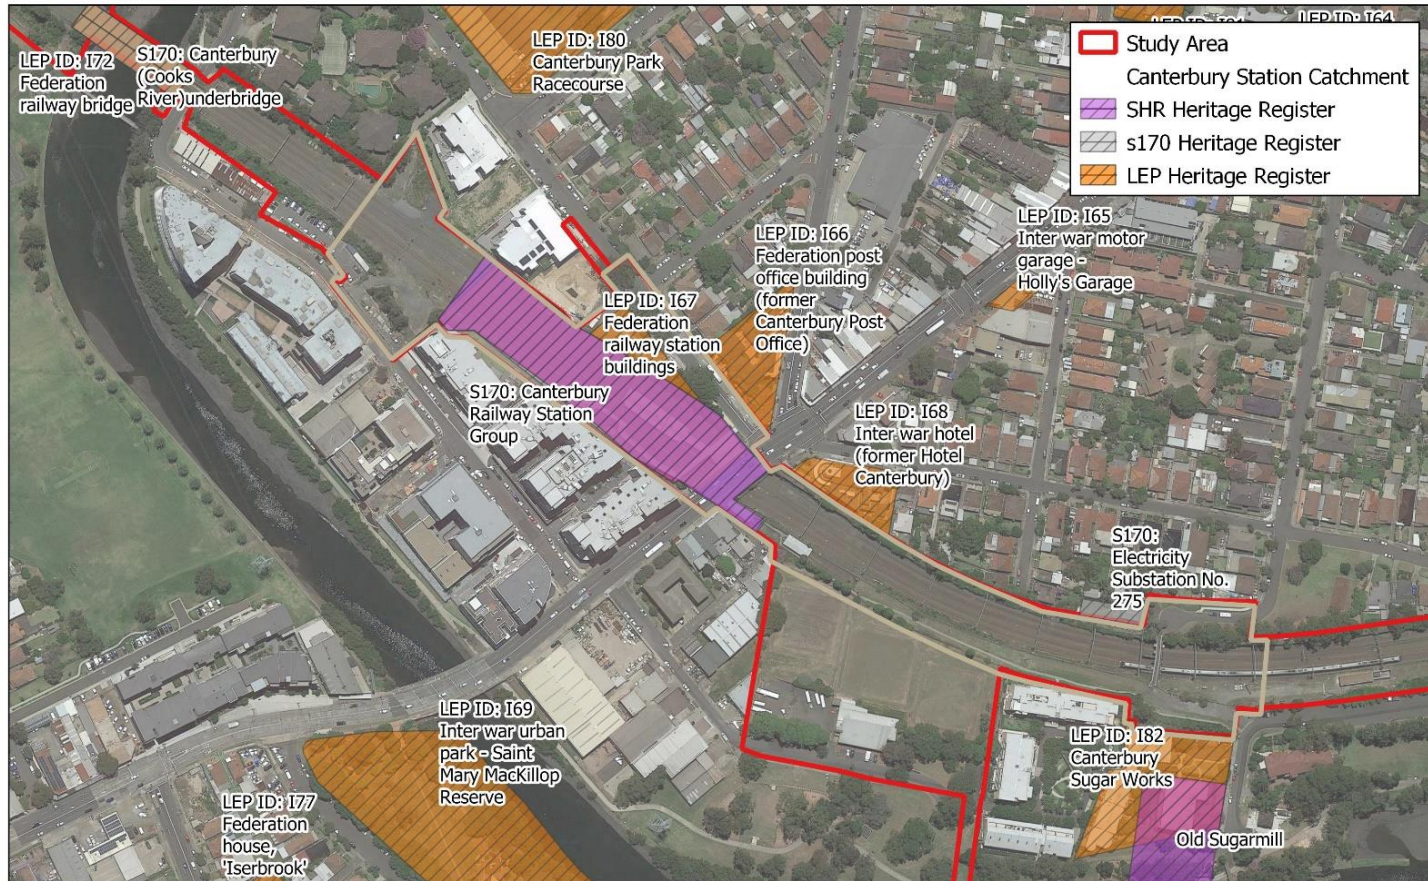 LEP ID: I72
Federation
railway bridge
S170: Canterbury
(Cooks
River)underbridge
LEP ID: I80
Canterbury Park
Racecourse
Study Area
Canterbury Station Catchment
SHR Heritage Register
s170 Heritage Register
LEP Heritage Register
LEP ID: I65
Inter war motor
garage -
Holly's Garage
LEP ID: I66
Federation post
office building
(former
Canterbury Post
Office)
LEP ID: I67
Federation
railway station
buildings
S170: Canterbury
Railway Station
Group
LEP ID: I68
Inter war hotel
(former Hotel
Canterbury)
S170:
Electricity
Substation No.
275
LEP ID: I69
Inter war urban
park - Saint
Mary MacKillop
Reserve
LEP ID: I82
Canterbury
Sugar Works
LEP ID: I77
Federation
house,
'Iserbrook'
Old Sugarmill